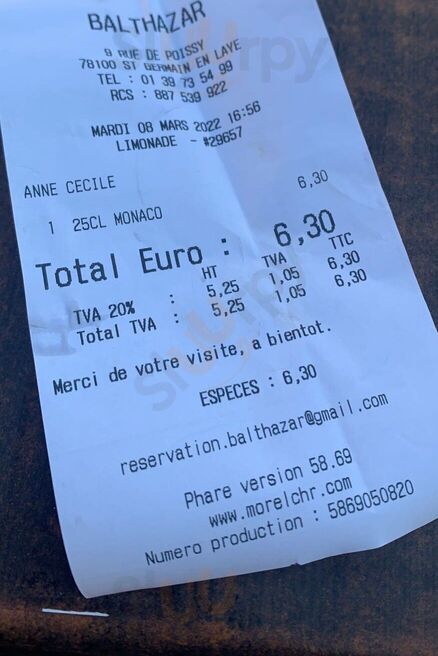 BALTHAZAR
9 RUE DE POISSY
78100 ST GERMAIN EN LAYE
TEL : 01 39 73 54 99
RCS : 887 539 922
MARDI 08 MARS 2022 16:56
LIMONADE - #29657
ANNE CECILE 6,30
1 25CL MONACO
Total Euro : 6,30
HT TVA TTC
TVA 20% : 5,25 1,05 6,30
Total TVA : 5,25 1,05 6,30
Merci de votre visite, a bientot.
ESPECES : 6,30
reservation.balthazar@gmail.com
Phare version 58.69
www.morelchr.com
Numero production : 5869050820